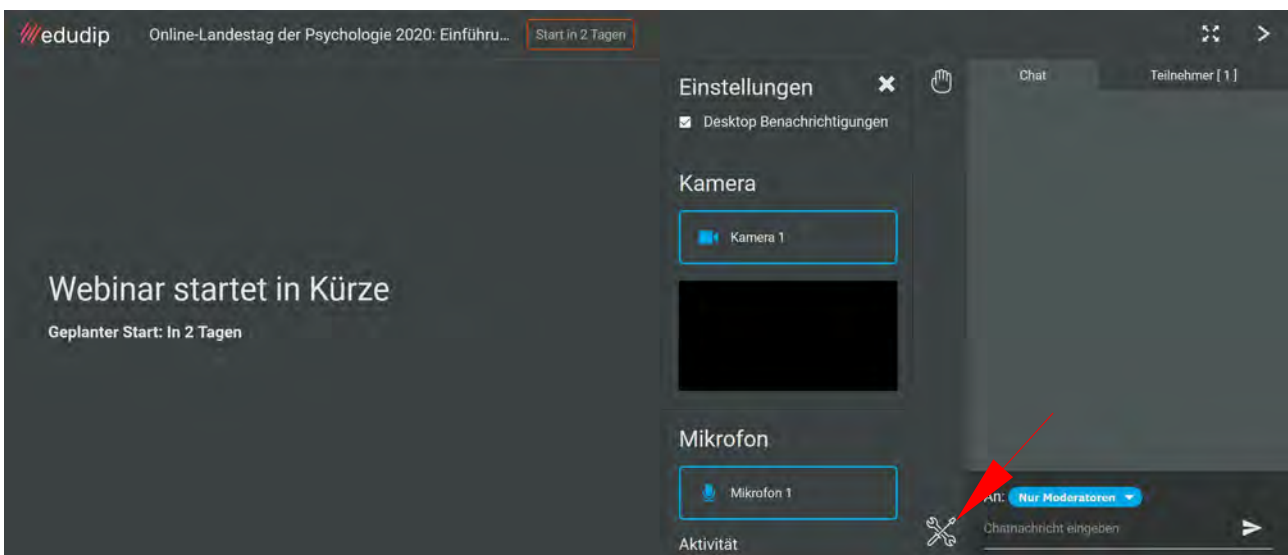 edudip
Online-Landestag der Psychologie 2020: Einführu...
Start in 2 Tagen
Webinar startet in Kürze
Geplanter Start: In 2 Tagen
Einstellungen
Desktop Benachrichtigungen
Kamera
Kamera 1
Mikrofon
Mikrofon 1
Aktivität
Chat
Teilnehmer [ 1 ]
An: Nur Moderatoren
Chatnachricht eingeben